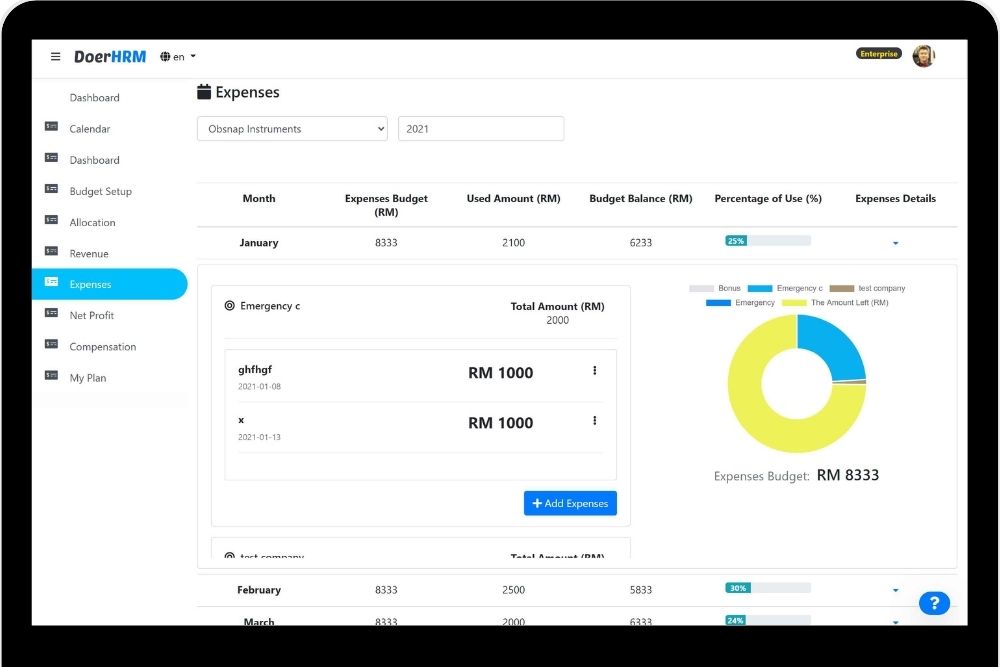 DoerHRM en Enterprise
Dashboard
Calendar
Dashboard
Budget Setup
Allocation
Revenue
Expenses
Net Profit
Compensation
My Plan
Expenses
Obsnap Instruments 2021
Month Expenses Budget (RM) Used Amount (RM) Budget Balance (RM) Percentage of Use (%) Expenses Details
January 8333 2100 6233 25%
Emergency c Total Amount (RM)
2000
ghfhgf RM 1000
2021-01-08
x RM 1000
2021-01-13
+ Add Expenses
test company Total Amount (RM)
Bonus Emergency c test company
Emergency The Amount Left (RM)
Expenses Budget: RM 8333
February 8333 2500 5833 30%
March 8333 2000 6333 24%
?